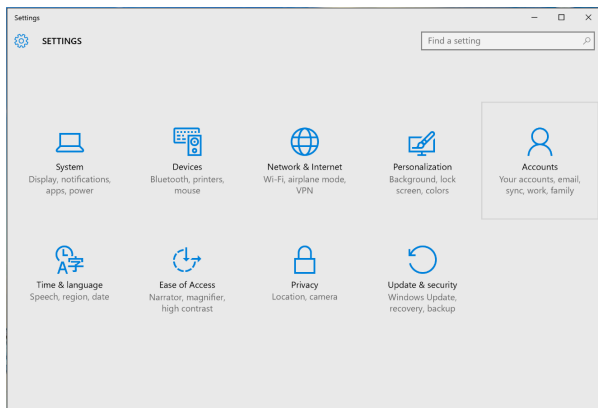 Settings
SETTINGS
Find a setting
System
Display, notifications,
apps, power
Devices
Bluetooth, printers,
mouse
Network & Internet
Wi-Fi, airplane mode,
VPN
Personalization
Background, lock
screen, colors
Accounts
Your accounts, email,
sync, work, family
A字
Time & language
Speech, region, date
Ease of Access
Narrator, magnifier,
high contrast
Privacy
Location, camera
Update & security
Windows Update,
recovery, backup